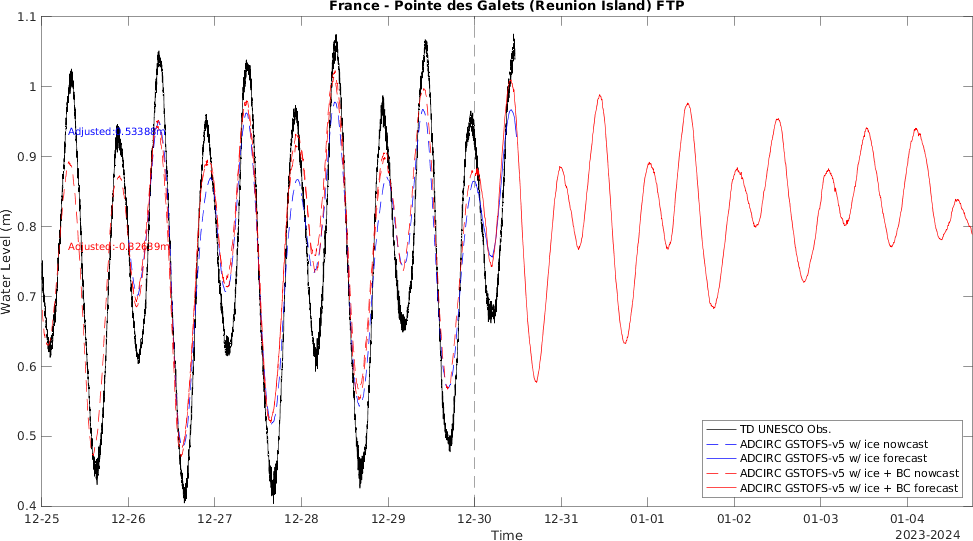 France - Pointe des Galets (Reunion Island) FTP
1.1
1
0.9
0.8
0.7
0.6
0.5
0.4
Water Level (m)
Adjusted:0.53388m
Adjusted:-0.32639m
TD UNESCO Obs.
ADCIRC GSTOFS-v5 w/ ice nowcast
ADCIRC GSTOFS-v5 w/ ice forecast
ADCIRC GSTOFS-v5 w/ ice + BC nowcast
ADCIRC GSTOFS-v5 w/ ice + BC forecast
12-25 12-26 12-27 12-28 12-29 12-30 12-31 01-01 01-02 01-03 01-04
Time
2023-2024